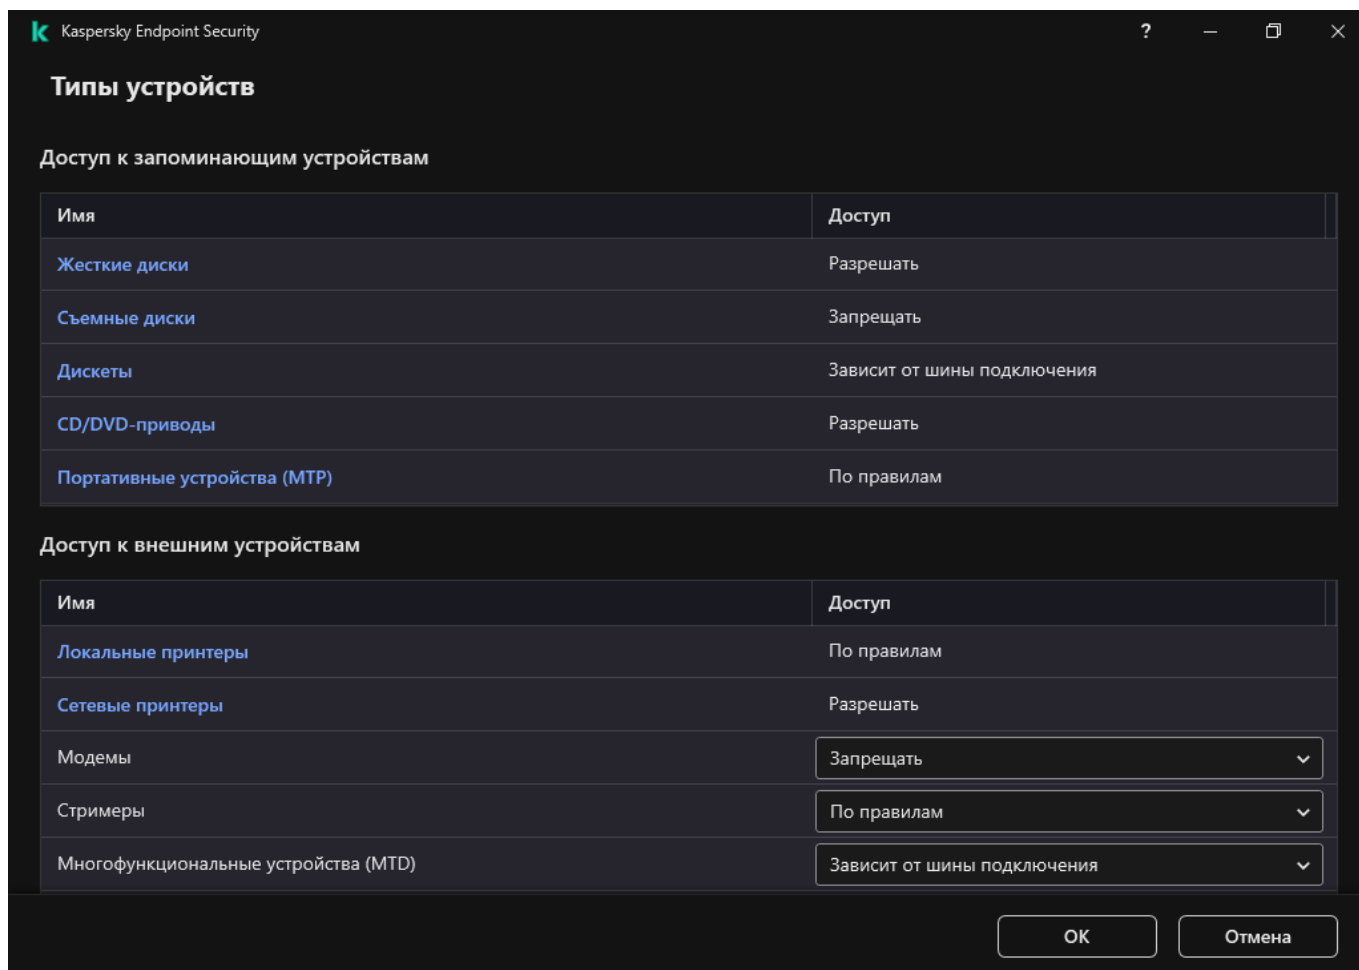 Kaspersky Endpoint Security ?
Типы устройств
Доступ к запоминающим устройствам
Имя Доступ
Жесткие диски Разрешать
Съемные диски Запрещать
Дискеты Зависит от шины подключения
CD/DVD-приводы Разрешать
Портативные устройства (MTP) По правилам
Доступ к внешним устройствам
Имя Доступ
Локальные принтеры По правилам
Сетевые принтеры Разрешать
Модемы Запрещать
Стримеры По правилам
Многофункциональные устройства (MTD) Зависит от шины подключения
ОК Отмена